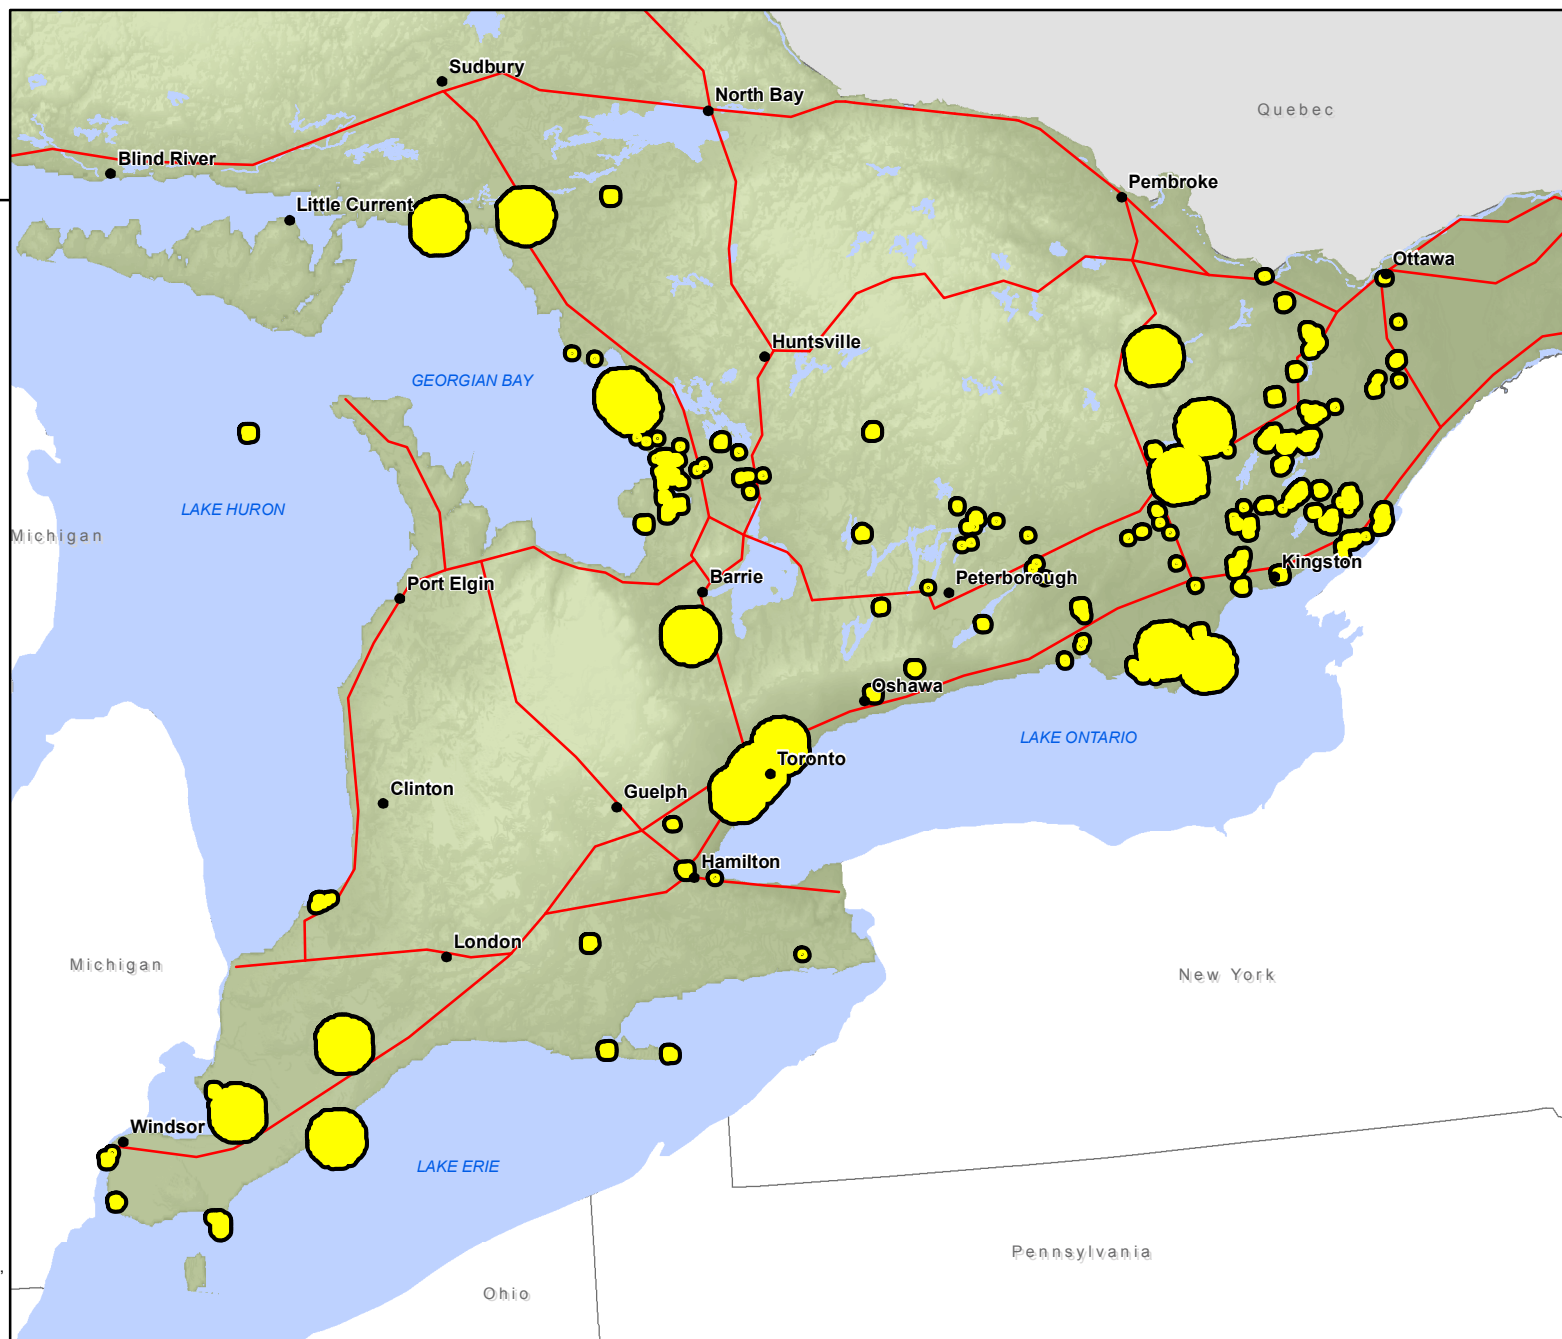 Sudbury
North Bay
Quebec
Blind River
Pembroke
Little Current
Ottawa
Huntsville
GEORGIAN BAY
LAKE HURON
Michigan
Kingston
Port Elgin
Barrie
Peterborough
Oshawa
LAKE ONTARIO
Toronto
Clinton
Guelph
Hamilton
London
Michigan
New York
Windsor
LAKE ERIE
Pennsylvania
Ohio